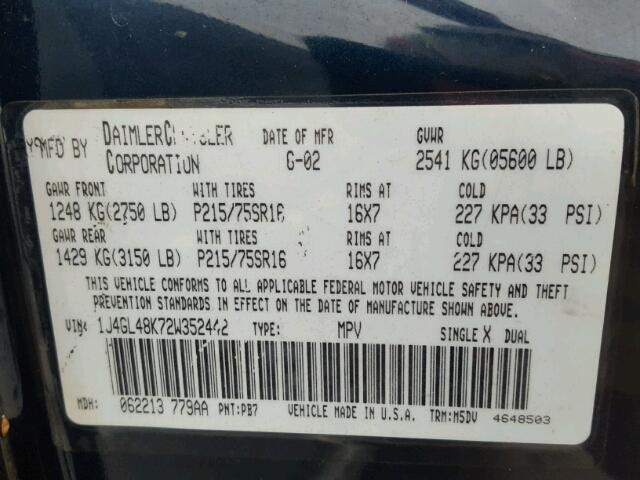 MFD BY DAIMLERCHRYSLER CORPORATION DATE OF MFR 6-02 GVWR 2541 KG(05600 LB)
GAWR FRONT WITH TIRES RIMS AT COLD
1248 KG(2750 LB) P215/75SR16 16X7 227 KPA(33 PSI)
GAWR REAR WITH TIRES RIMS AT COLD
1429 KG(3150 LB) P215/75SR16 16X7 227 KPA(33 PSI)
THIS VEHICLE CONFORMS TO ALL APPLICABLE FEDERAL MOTOR VEHICLE SAFETY AND THEFT
PREVENTION STANDARDS IN EFFECT ON THE DATE OF MANUFACTURE SHOWN ABOVE.
VIN: 1J4GL48K72W352442 TYPE: MPV SINGLE X DUAL
MDH: 062213 779AA PNT:PB7 VEHICLE MADE IN U.S.A. TRM:M5DV 4648503